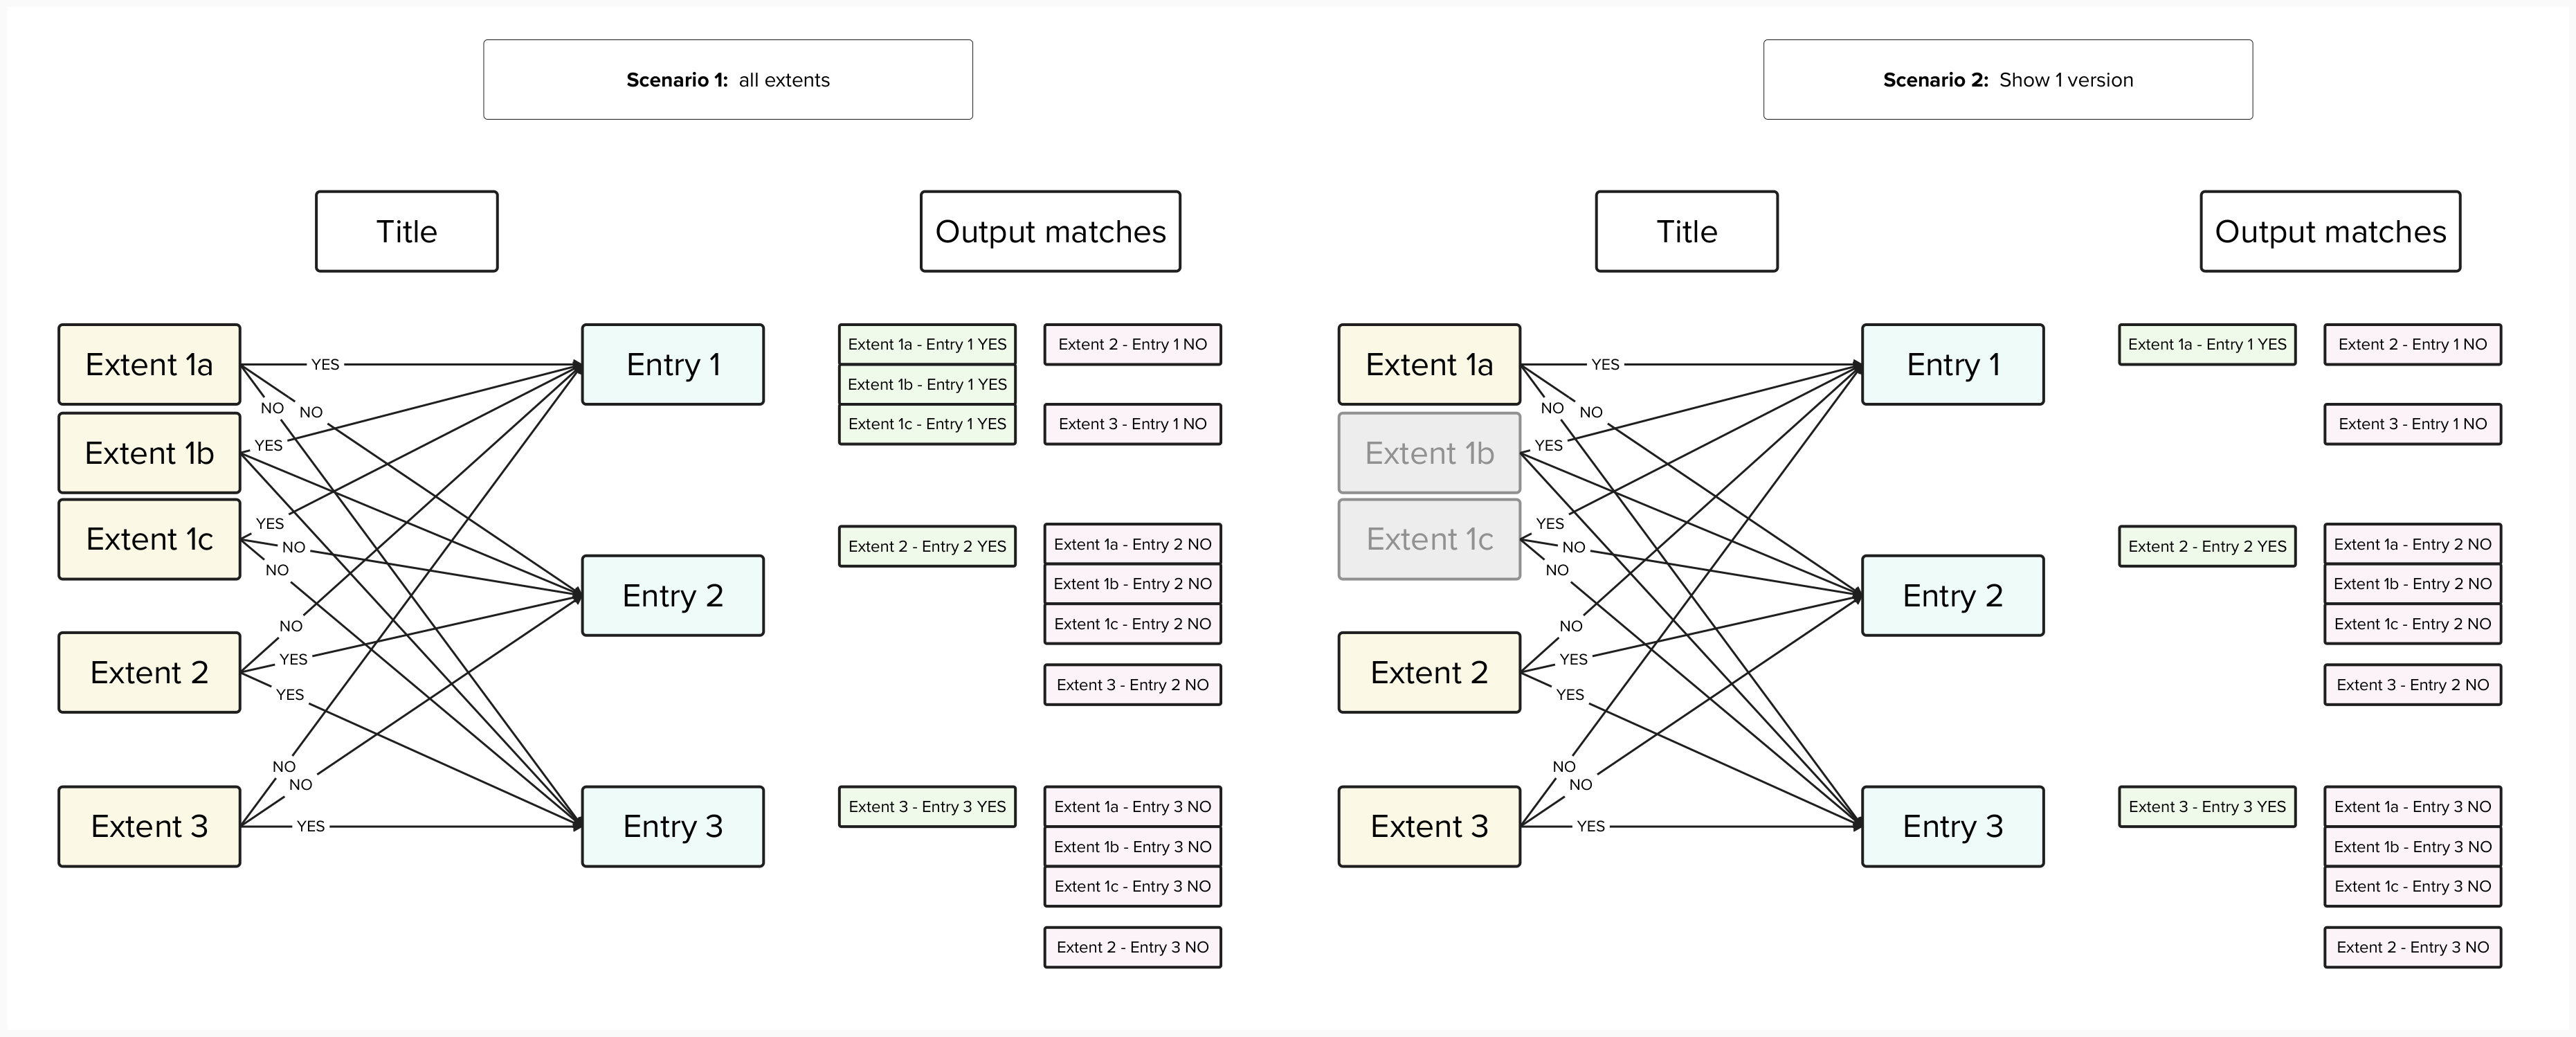 Scenario 1: all extents
Title
Output matches
Extent 1a
Extent 1b
Extent 1c
Extent 2
Extent 3
YES
NO
NO
YES
YES
NO
NO
NO
YES
YES
NO
NO
YES
Entry 1
Entry 2
Entry 3
Extent 1a - Entry 1 YES
Extent 1b - Entry 1 YES
Extent 1c - Entry 1 YES
Extent 2 - Entry 1 NO
Extent 3 - Entry 1 NO
Extent 2 - Entry 2 YES
Extent 1a - Entry 2 NO
Extent 1b - Entry 2 NO
Extent 1c - Entry 2 NO
Extent 3 - Entry 2 NO
Extent 3 - Entry 3 YES
Extent 1a - Entry 3 NO
Extent 1b - Entry 3 NO
Extent 1c - Entry 3 NO
Extent 2 - Entry 3 NO
Scenario 2: Show 1 version
Title
Output matches
Extent 1a
Extent 1b
Extent 1c
Extent 2
Extent 3
YES
NO
NO
YES
YES
NO
NO
NO
YES
YES
NO
NO
YES
Entry 1
Entry 2
Entry 3
Extent 1a - Entry 1 YES
Extent 2 - Entry 1 NO
Extent 3 - Entry 1 NO
Extent 2 - Entry 2 YES
Extent 1a - Entry 2 NO
Extent 1b - Entry 2 NO
Extent 1c - Entry 2 NO
Extent 3 - Entry 2 NO
Extent 3 - Entry 3 YES
Extent 1a - Entry 3 NO
Extent 1b - Entry 3 NO
Extent 1c - Entry 3 NO
Extent 2 - Entry 3 NO